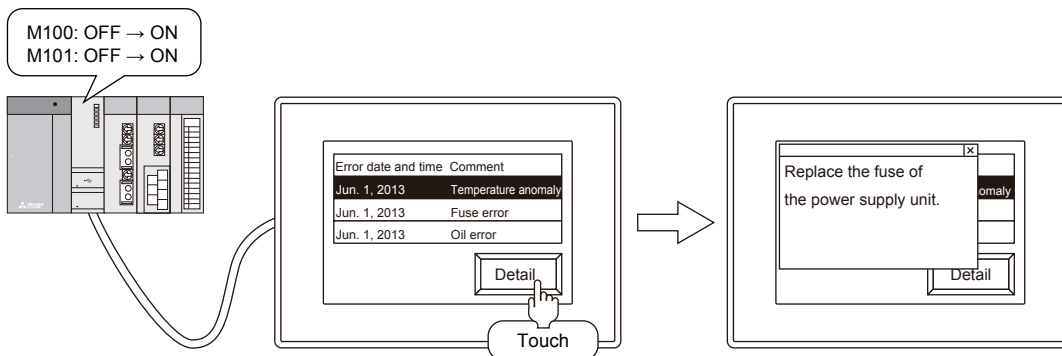 M100: OFF → ON
M101: OFF → ON
Error date and time Comment
Jun. 1, 2013 Temperature anomaly
Jun. 1, 2013 Fuse error
Jun. 1, 2013 Oil error
Detail
Touch
×
Replace the fuse of
the power supply unit.
omaly
Detail